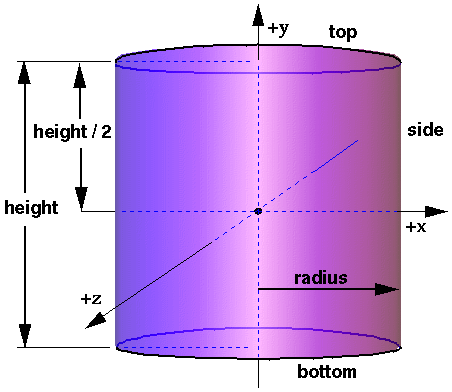 +y
top
height / 2
side
height
+x
radius
+z
bottom